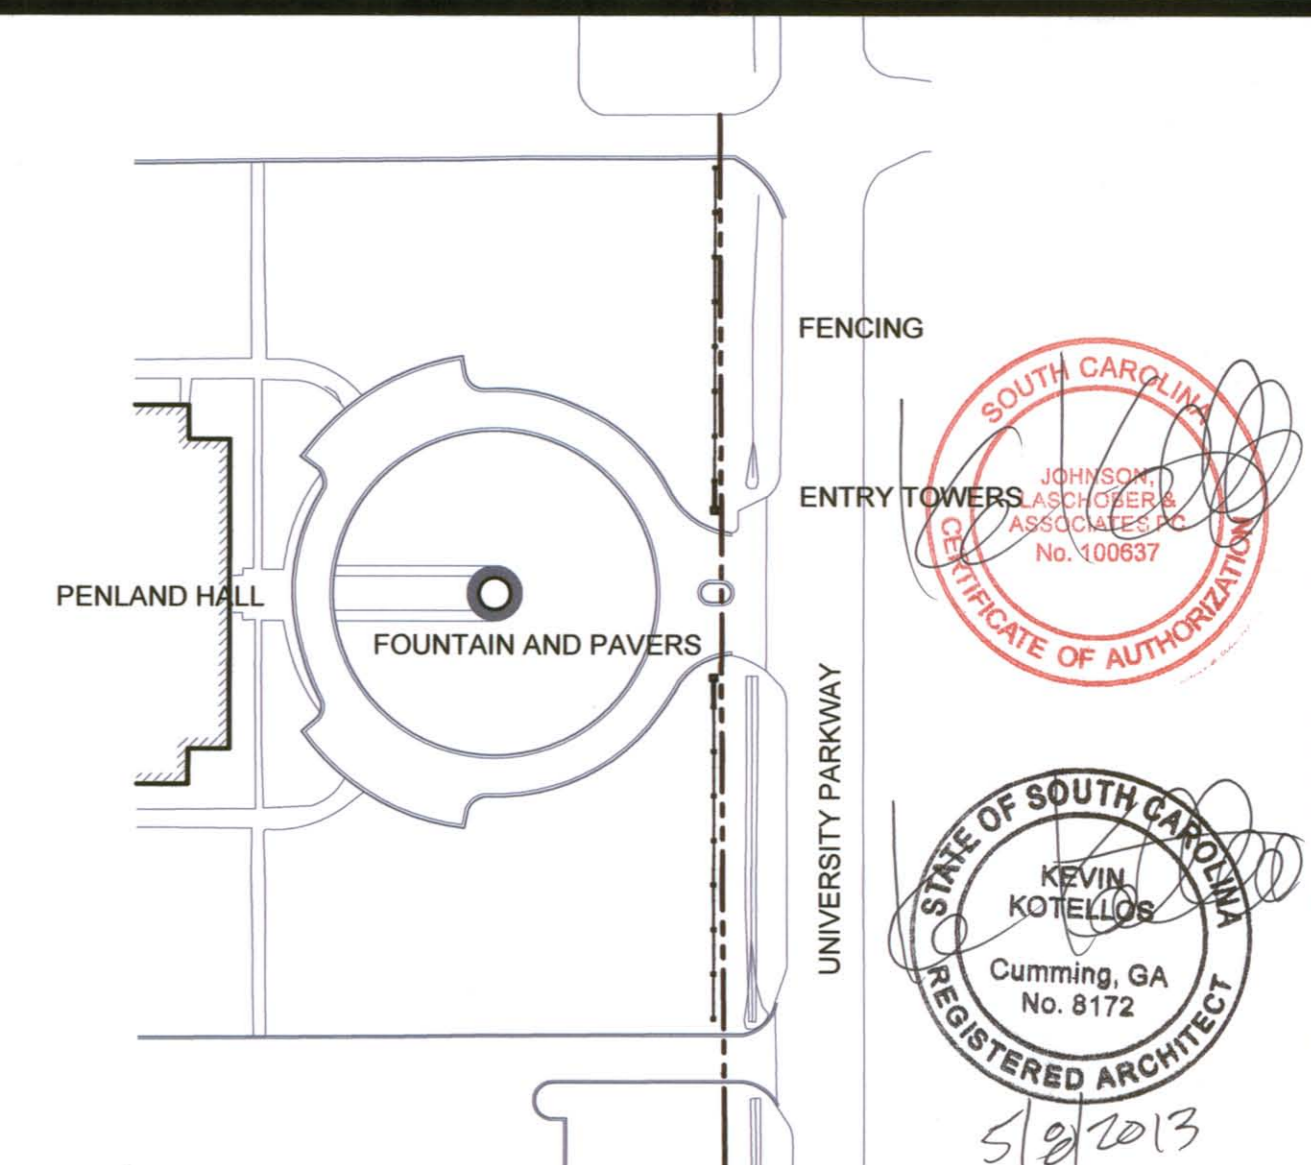 FENCING
SOUTH CAROLINA
JOHNSON,
LASCHOBER &
ASSOCIATES PC
No. 100637
CERTIFICATE OF AUTHORIZATION
ENTRY TOWERS
PENLAND HALL
FOUNTAIN AND PAVERS
UNIVERSITY PARKWAY
STATE OF SOUTH CAROLINA
KEVIN
KOTELLOS
Cumming, GA
No. 8172
REGISTERED ARCHITECT
5/8/2013